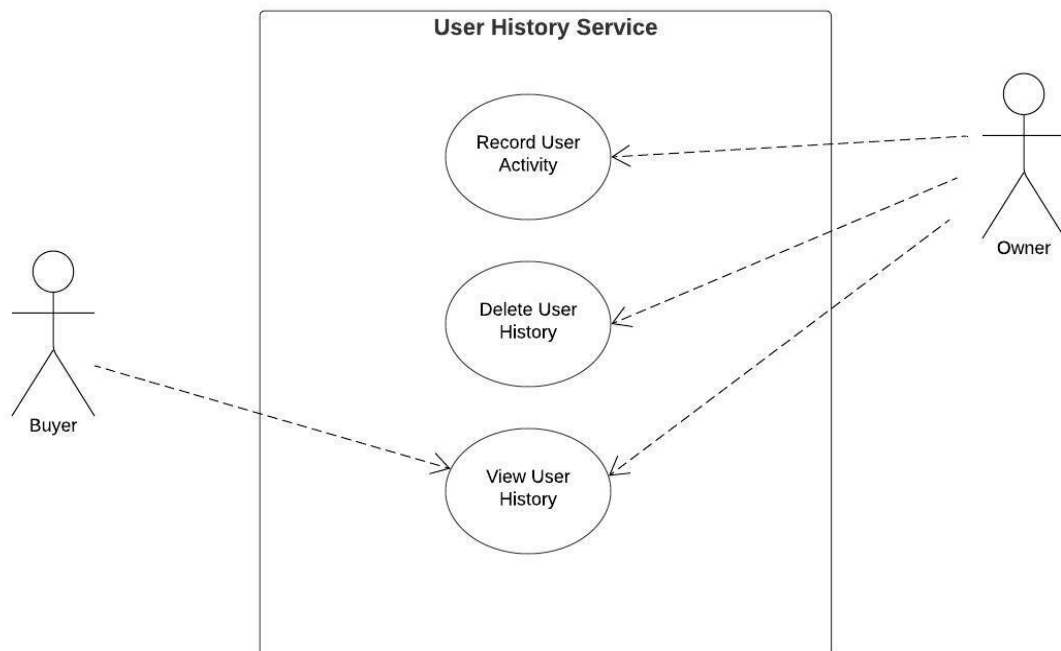 User History Service
Record User
Activity
Owner
Delete User
History
Buyer
View User
History